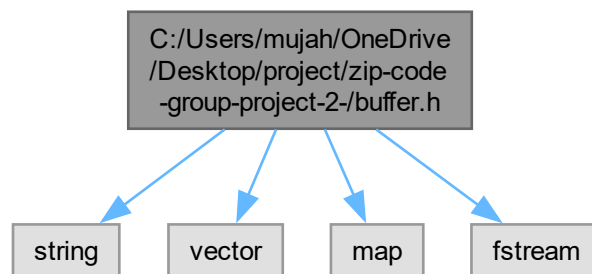 C:/Users/mujah/OneDrive
/Desktop/project/zip-code
-group-project-2-/buffer.h
string
vector
map
fstream